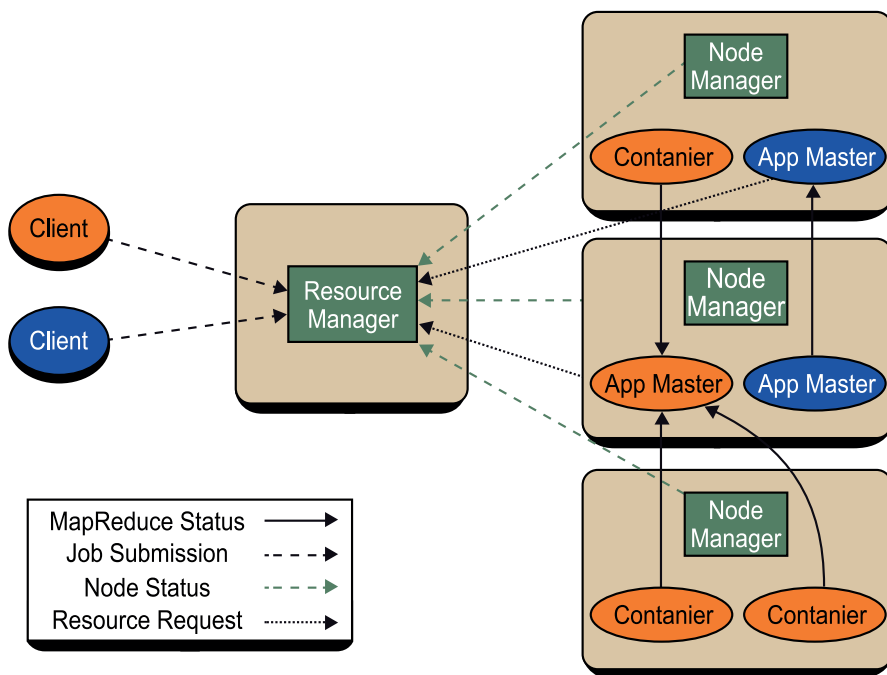 Node
Manager
Contanier
App Master
Client
Client
Resource
Manager
Node
Manager
App Master
App Master
Node
Manager
Contanier
Contanier
MapReduce Status
Job Submission
Node Status
Resource Request